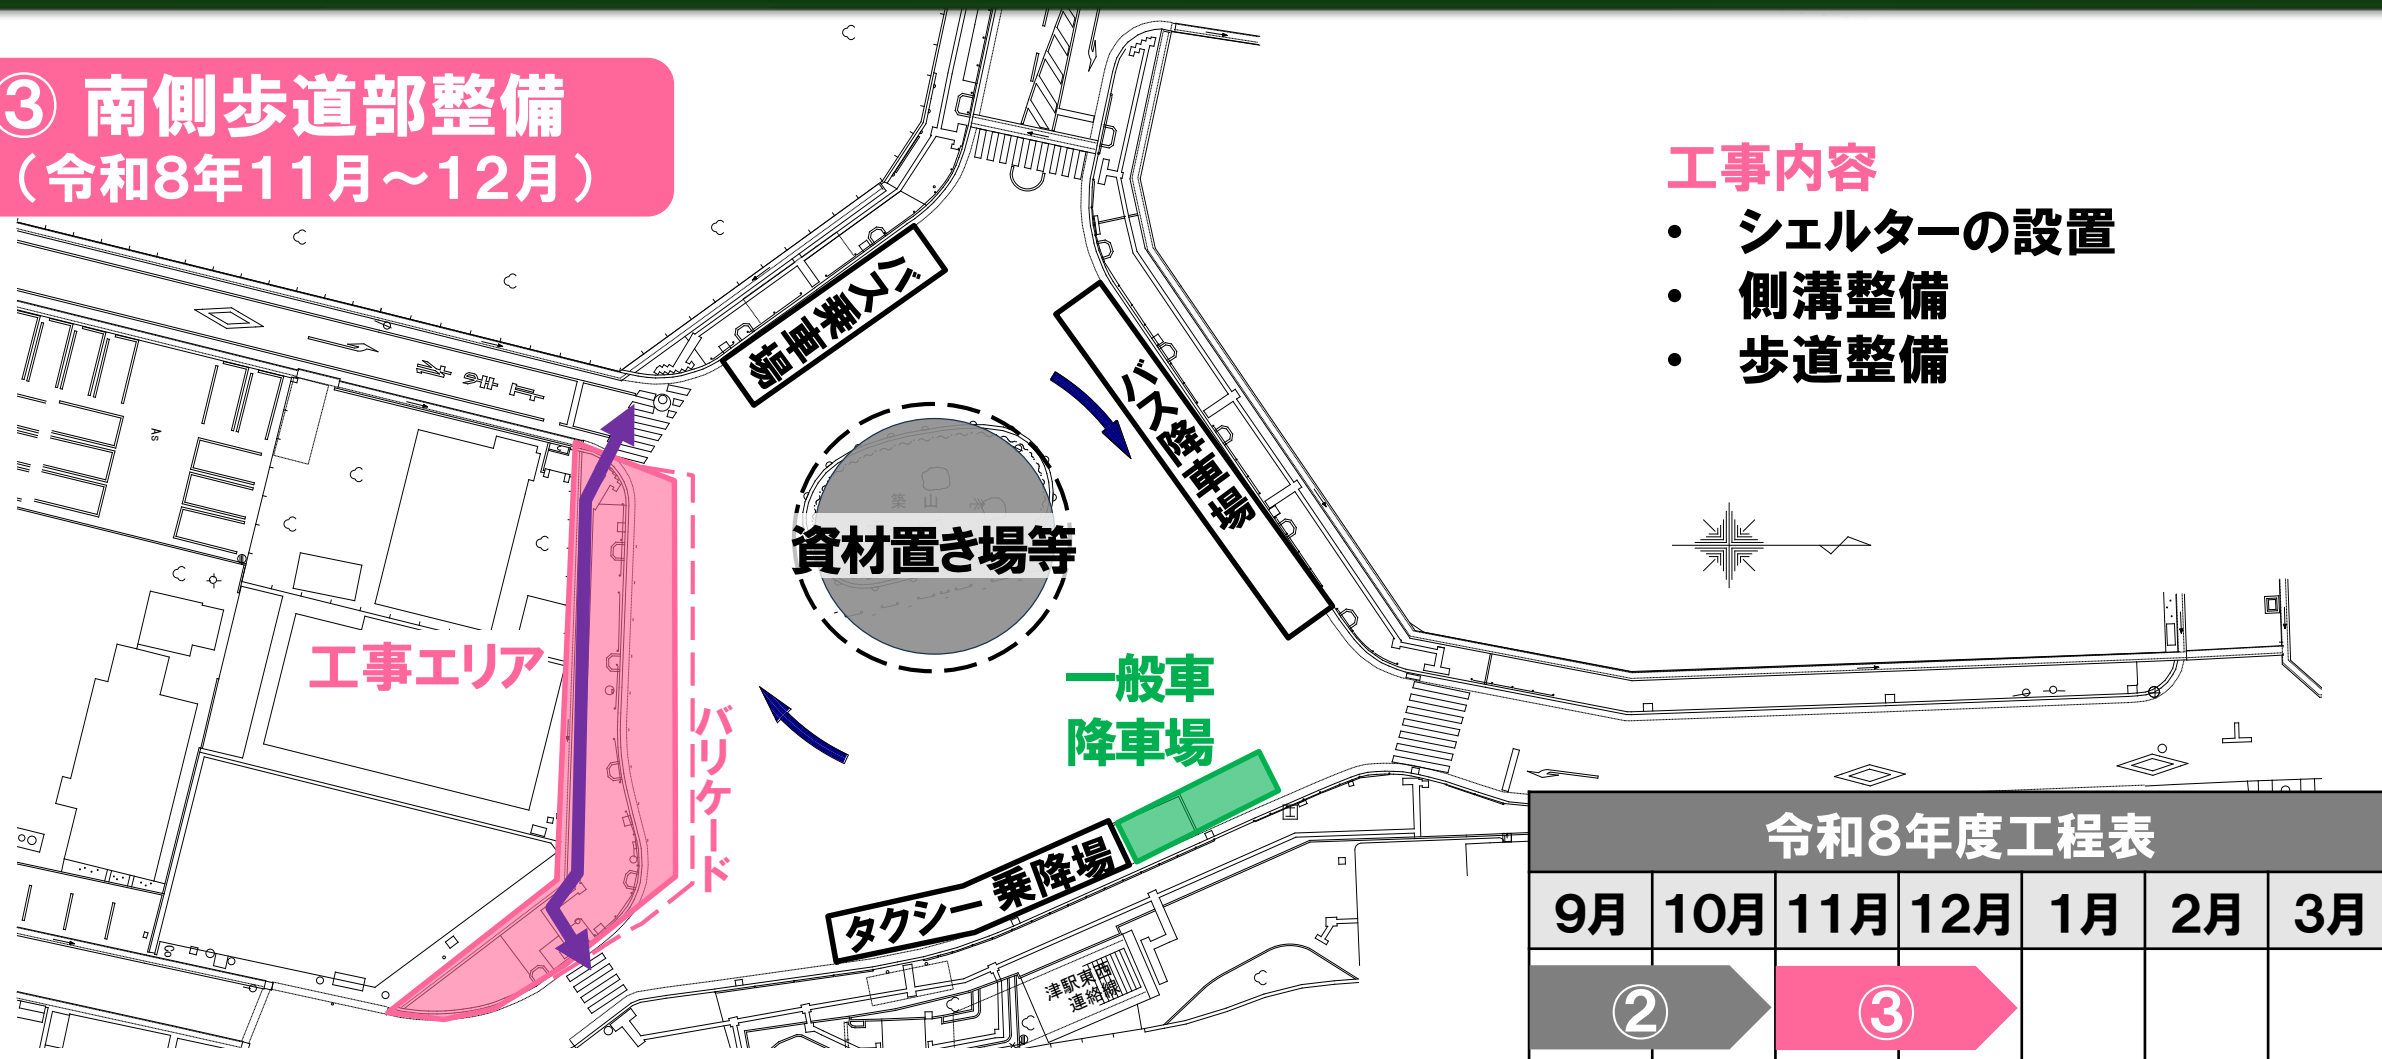 ③ 南側歩道部整備
（令和8年11月～12月）
工事内容
• シェルターの設置
• 側溝整備
• 歩道整備
バス乗車場
バス降車場
As
築山
資材置き場等
工事エリア
バリケード
一般車
降車場
タクシー 乗降場
津駅東西
連絡線
令和8年度工程表
9月 10月 11月 12月 1月 2月 3月
② ③